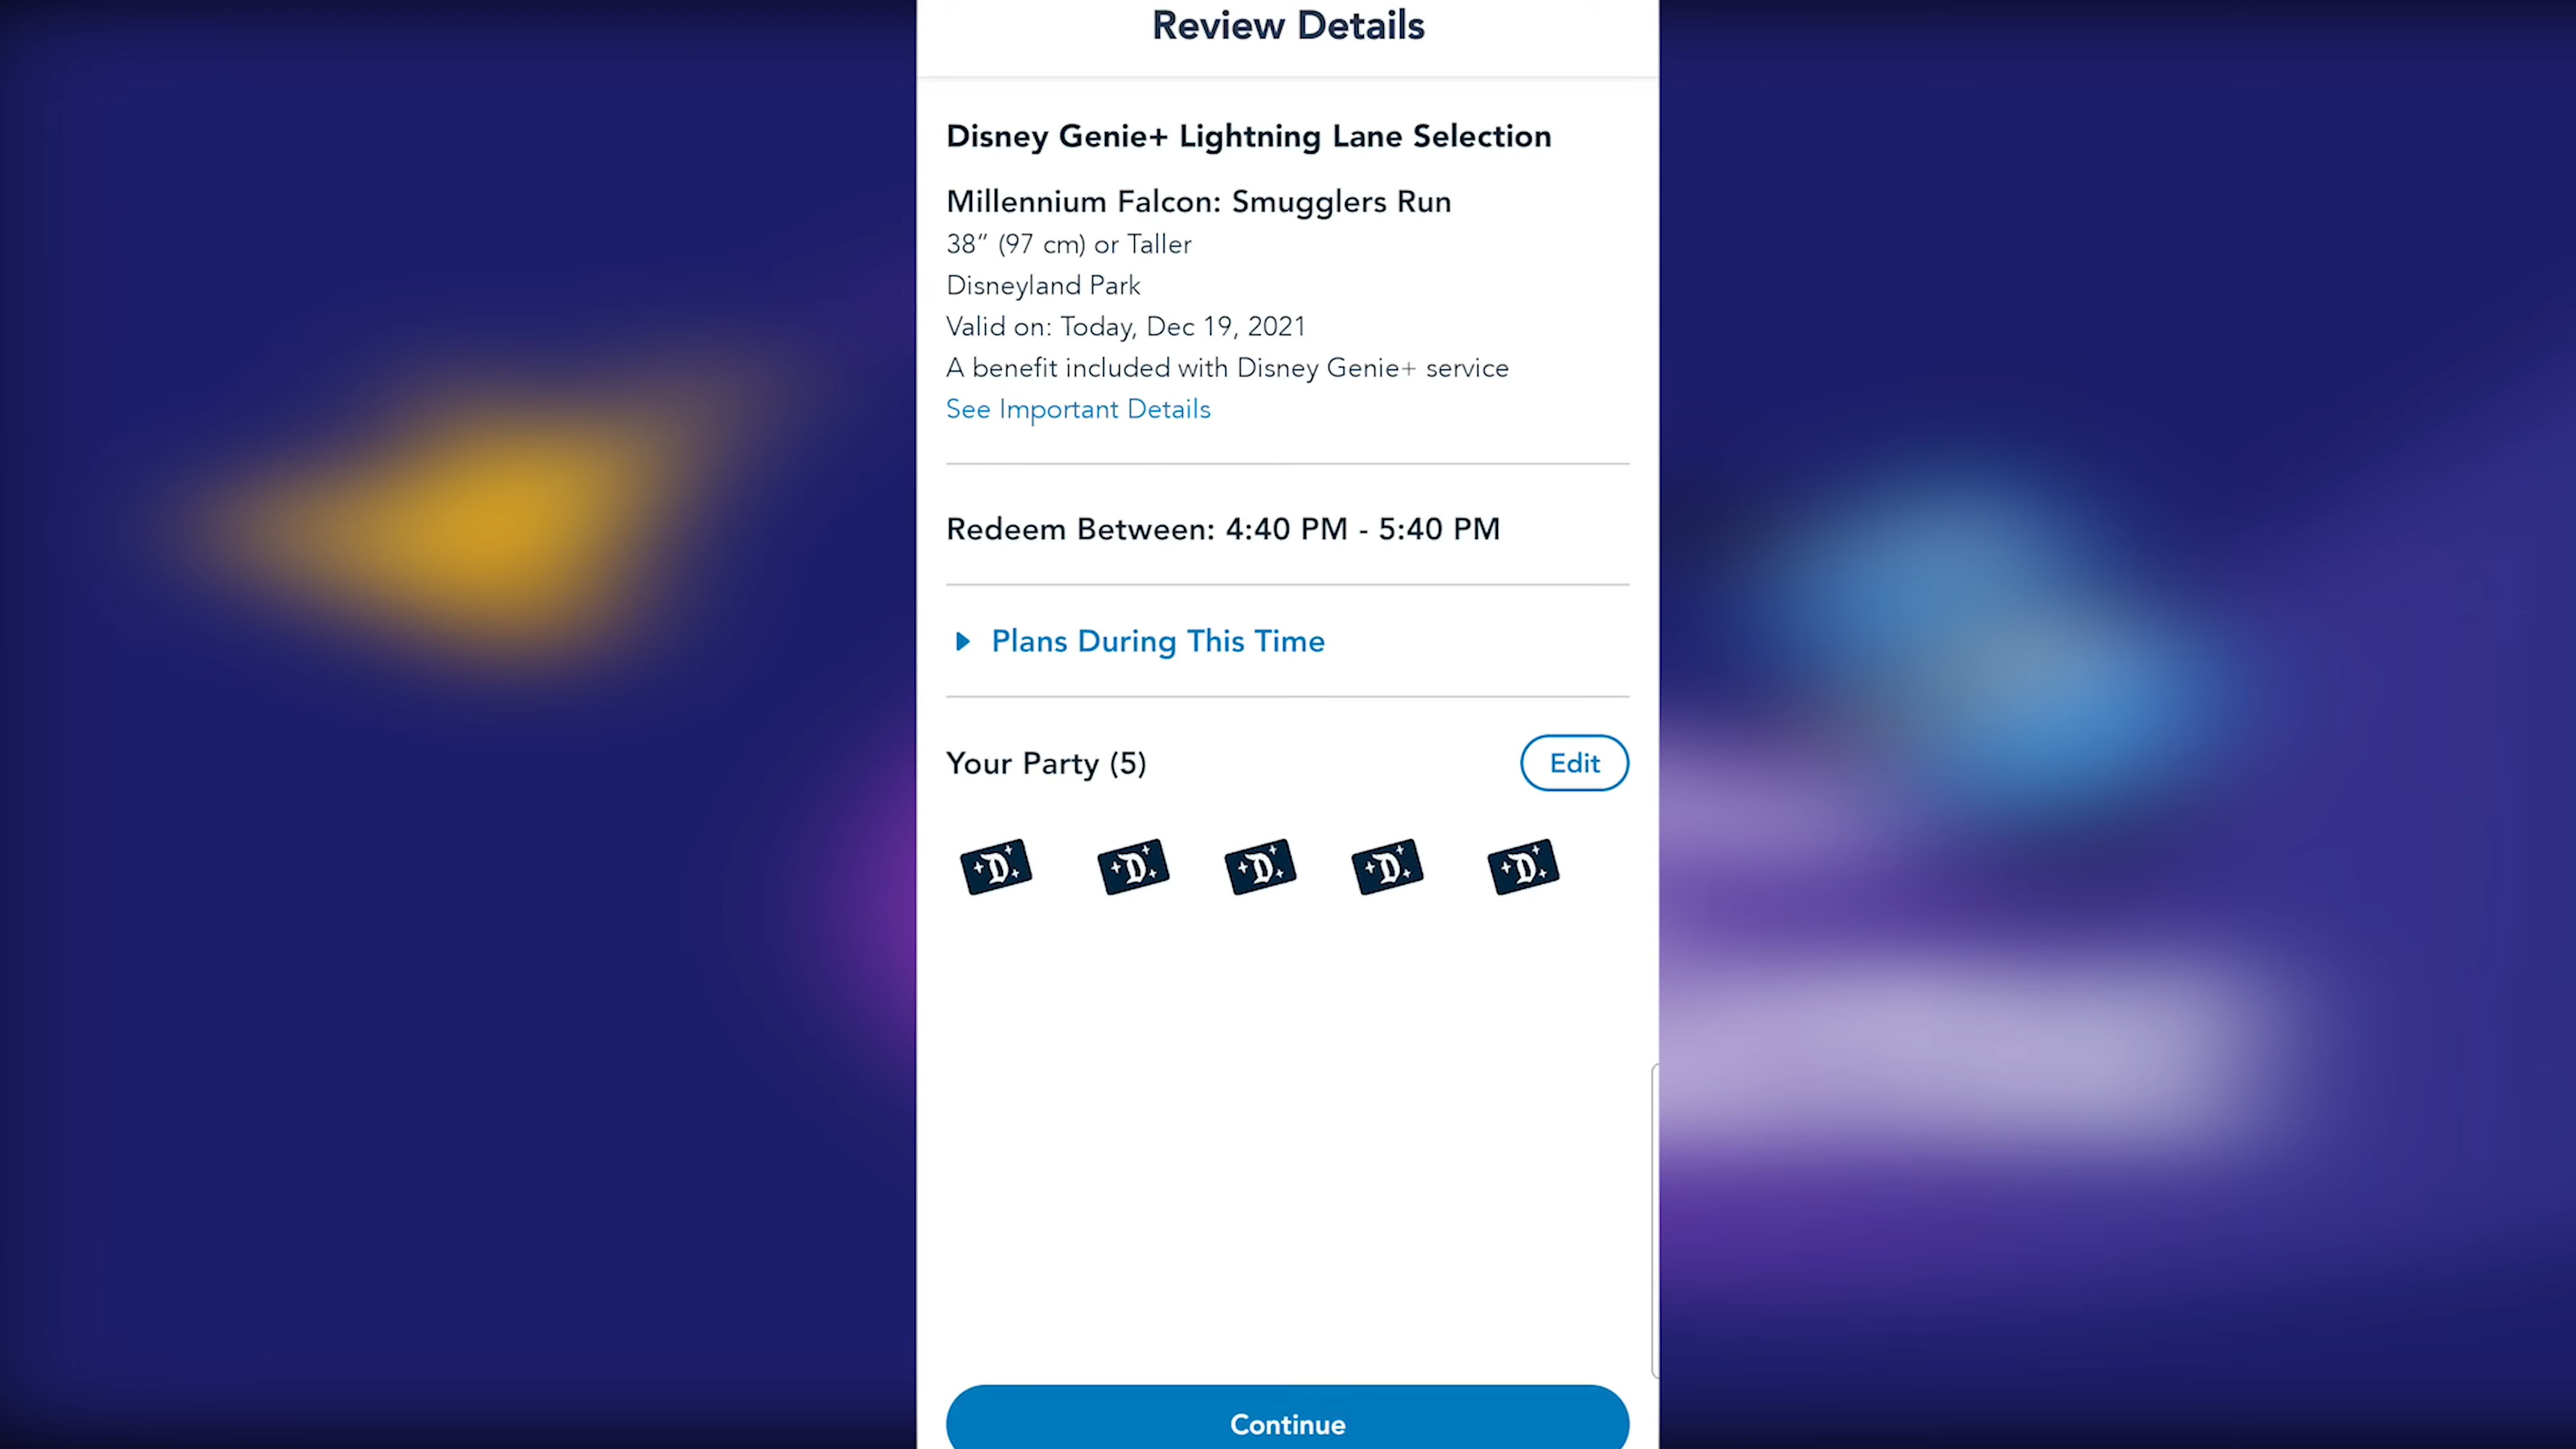 Review Details
Disney Genie+ Lightning Lane Selection
Millennium Falcon: Smugglers Run
38” (97 cm) or Taller
Disneyland Park
Valid on: Today, Dec 19, 2021
A benefit included with Disney Genie+ service
See Important Details
Redeem Between: 4:40 PM - 5:40 PM
Plans During This Time
Your Party (5)
Edit
D D D D D
Continue